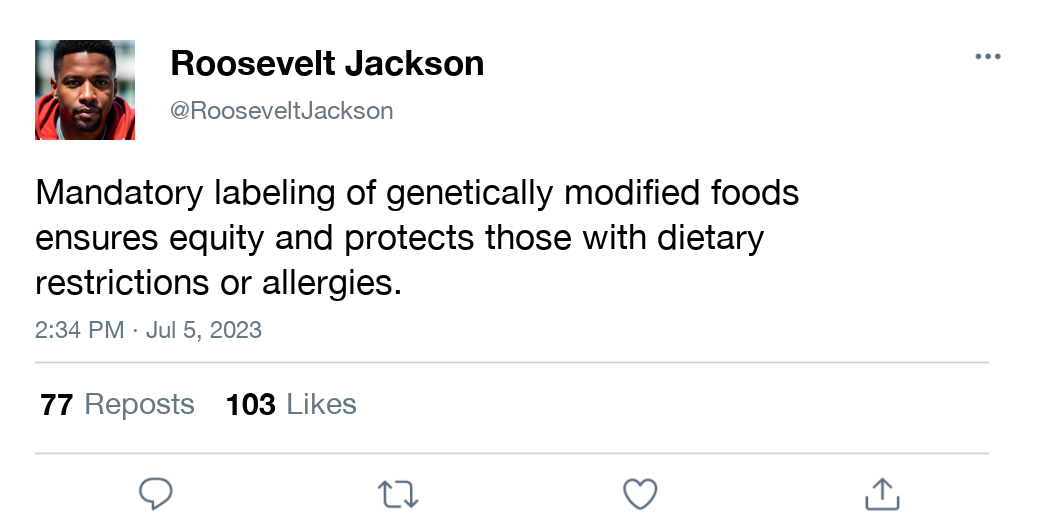 Roosevelt Jackson
@RooseveltJackson
Mandatory labeling of genetically modified foods
ensures equity and protects those with dietary
restrictions or allergies.
2:34 PM · Jul 5, 2023
77 Reposts 103 Likes